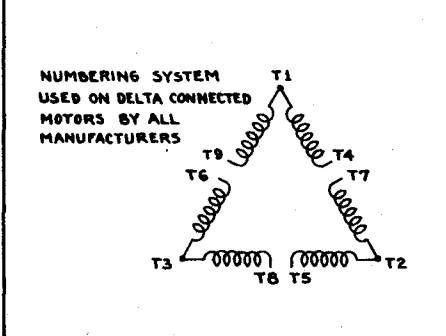 NUMBERING SYSTEM
USED ON DELTA CONNECTED
MOTORS BY ALL
MANUFACTURERS
T1
T9
T4
T6
T7
T3
T8
T5
T2